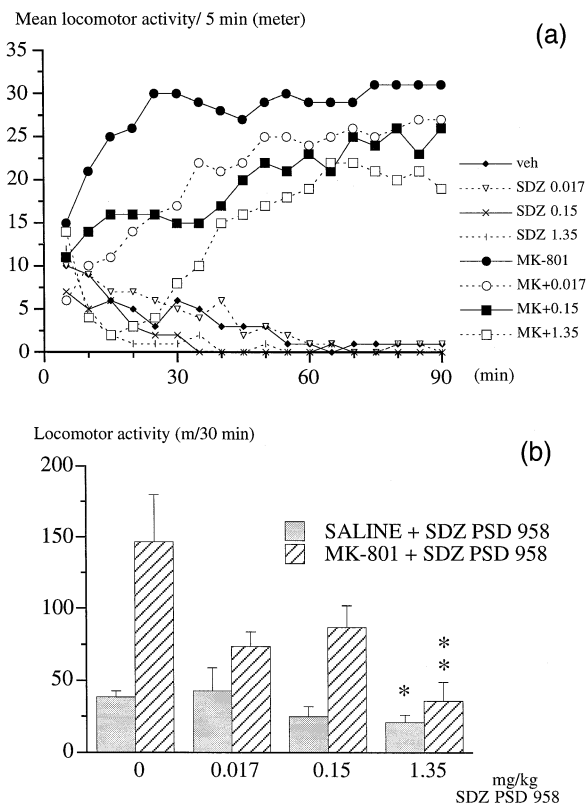 Mean locomotor activity/ 5 min (meter)
(a)
35
30
25
20
15
10
5
0
0 30 60 90 (min)
veh
SDZ 0.017
SDZ 0.15
SDZ 1.35
MK-801
MK+0.017
MK+0.15
MK+1.35
Locomotor activity (m/30 min)
(b)
200
150
100
50
0
SALINE + SDZ PSD 958
MK-801 + SDZ PSD 958
*
*
*
0 0.017 0.15 1.35
mg/kg
SDZ PSD 958